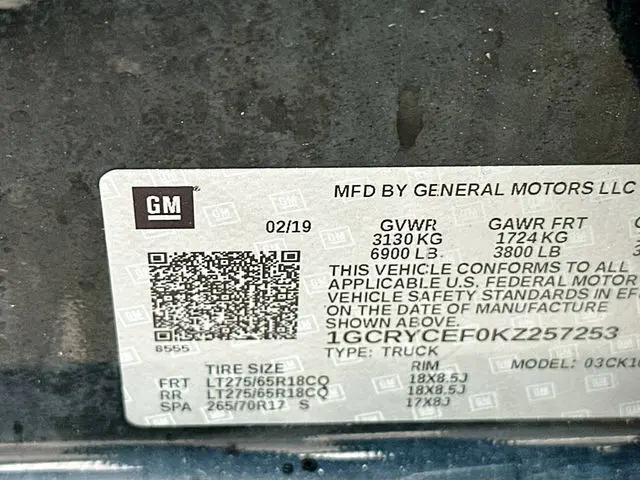 GM
MFD BY GENERAL MOTORS LLC
02/19 GVWR GAWR FRT
3130 KG 1724 KG
6900 LB. 3800 LB
THIS VEHICLE CONFORMS TO ALL
APPLICABLE U.S. FEDERAL MOTOR
VEHICLE SAFETY STANDARDS IN EF
ON THE DATE OF MANUFACTURE
SHOWN ABOVE.
1GCRYCEF0KZ257253
8555
TYPE: TRUCK MODEL: 03CK10
TIRE SIZE RIM
FRT LT275/65R18CQ 18X8.5J
RR LT275/65R18CQ 18X8.5J
SPA 265/70R17 S 17X8J